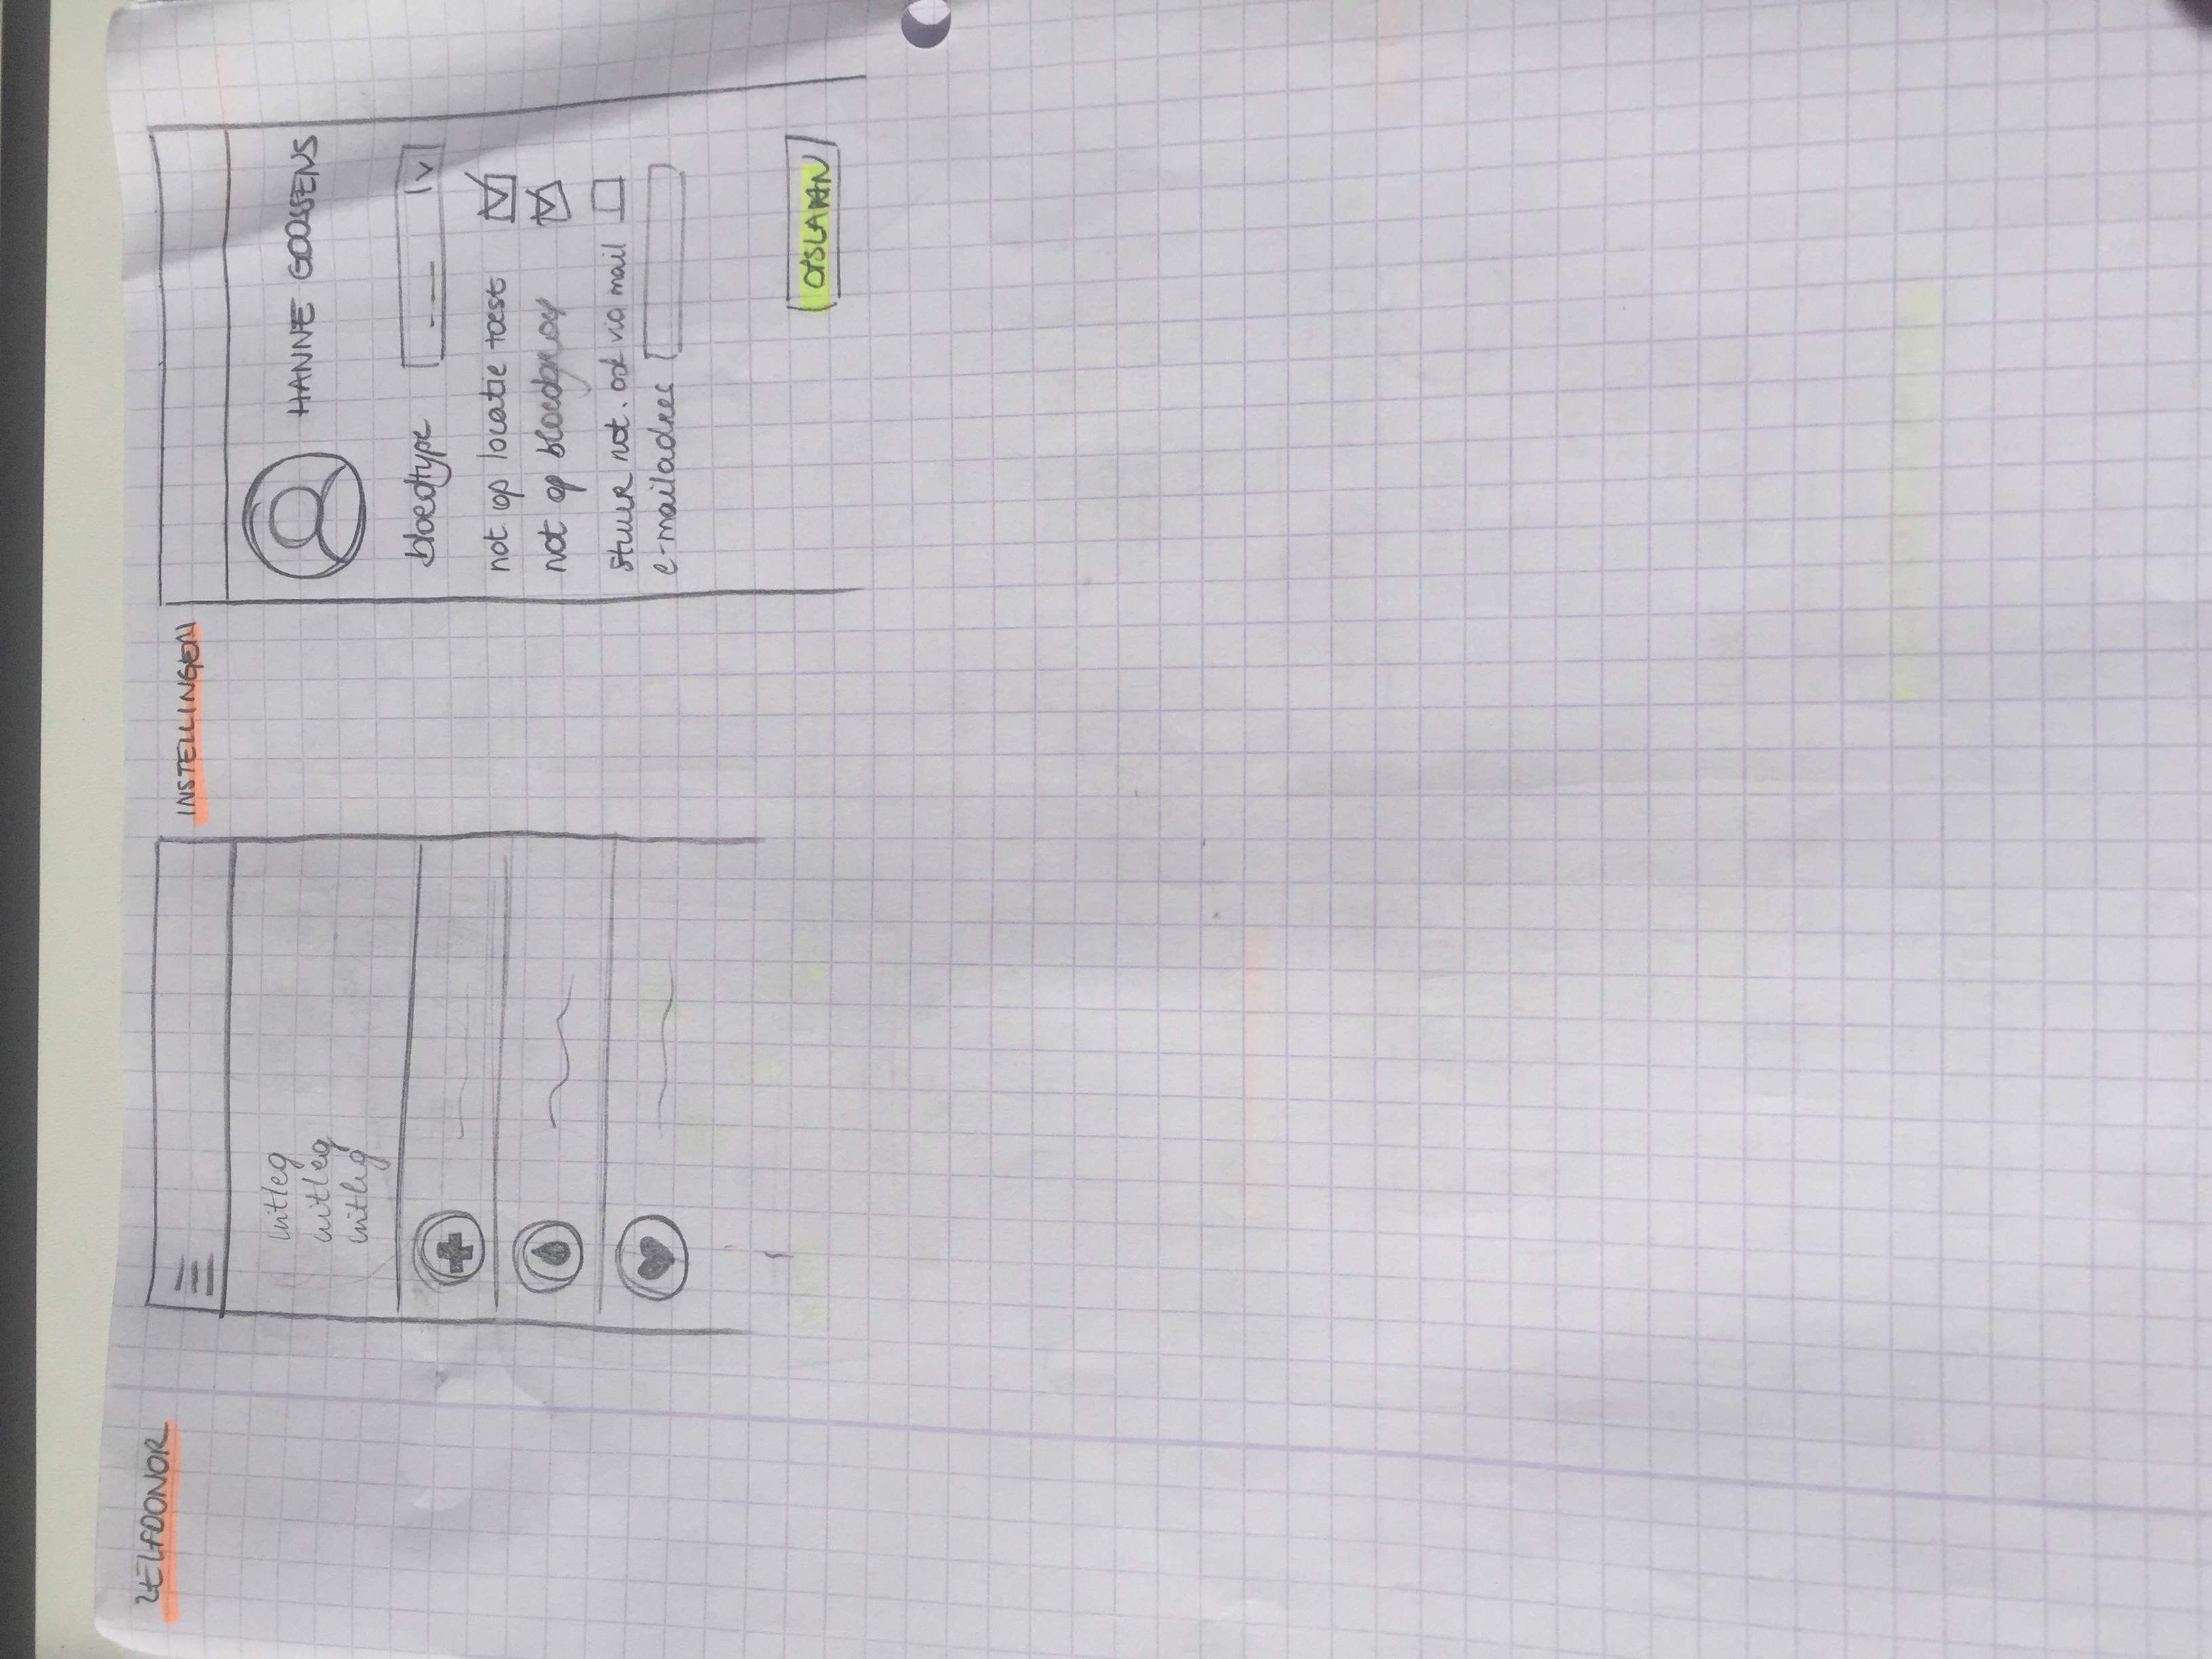 ZELFDONOR
uitleg
uitleg
uitleg
INSTELLINGEN
HANNE GOOSSENS
bloedtype
not op locatie toest
not op bloedgroep
stuur not. ook via mail
e-mailadres
OPSLAAN